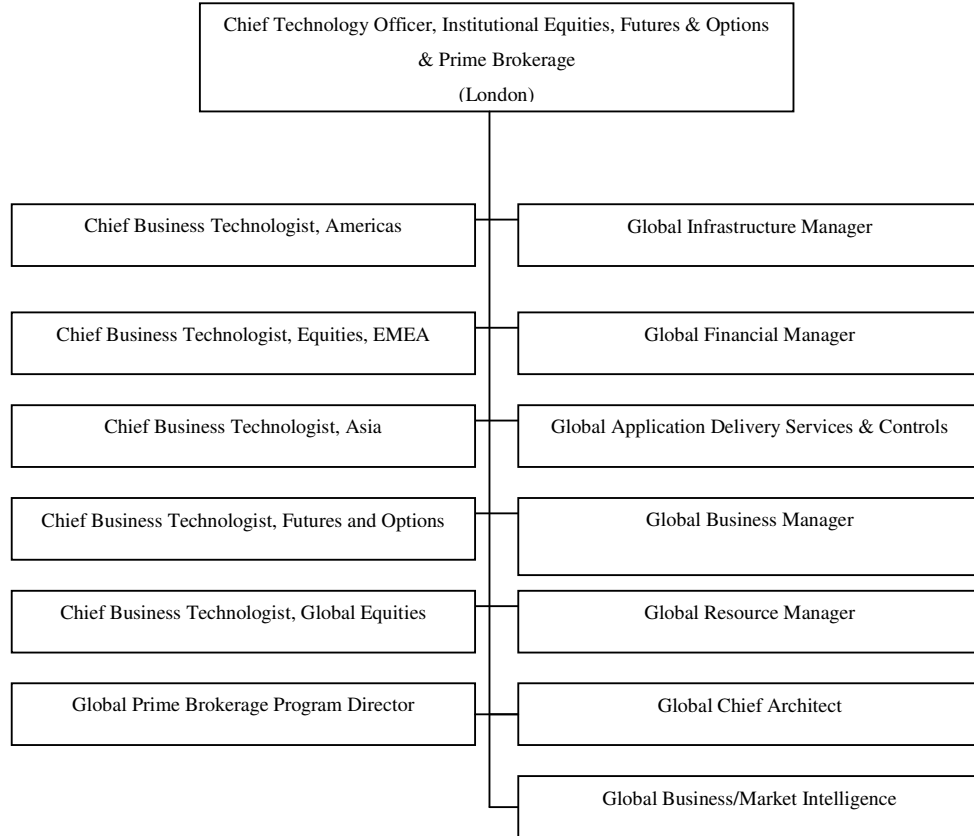 Chief Technology Officer, Institutional Equities, Futures & Options
& Prime Brokerage
(London)
Chief Business Technologist, Americas
Global Infrastructure Manager
Chief Business Technologist, Equities, EMEA
Global Financial Manager
Chief Business Technologist, Asia
Global Application Delivery Services & Controls
Chief Business Technologist, Futures and Options
Global Business Manager
Chief Business Technologist, Global Equities
Global Resource Manager
Global Prime Brokerage Program Director
Global Chief Architect
Global Business/Market Intelligence